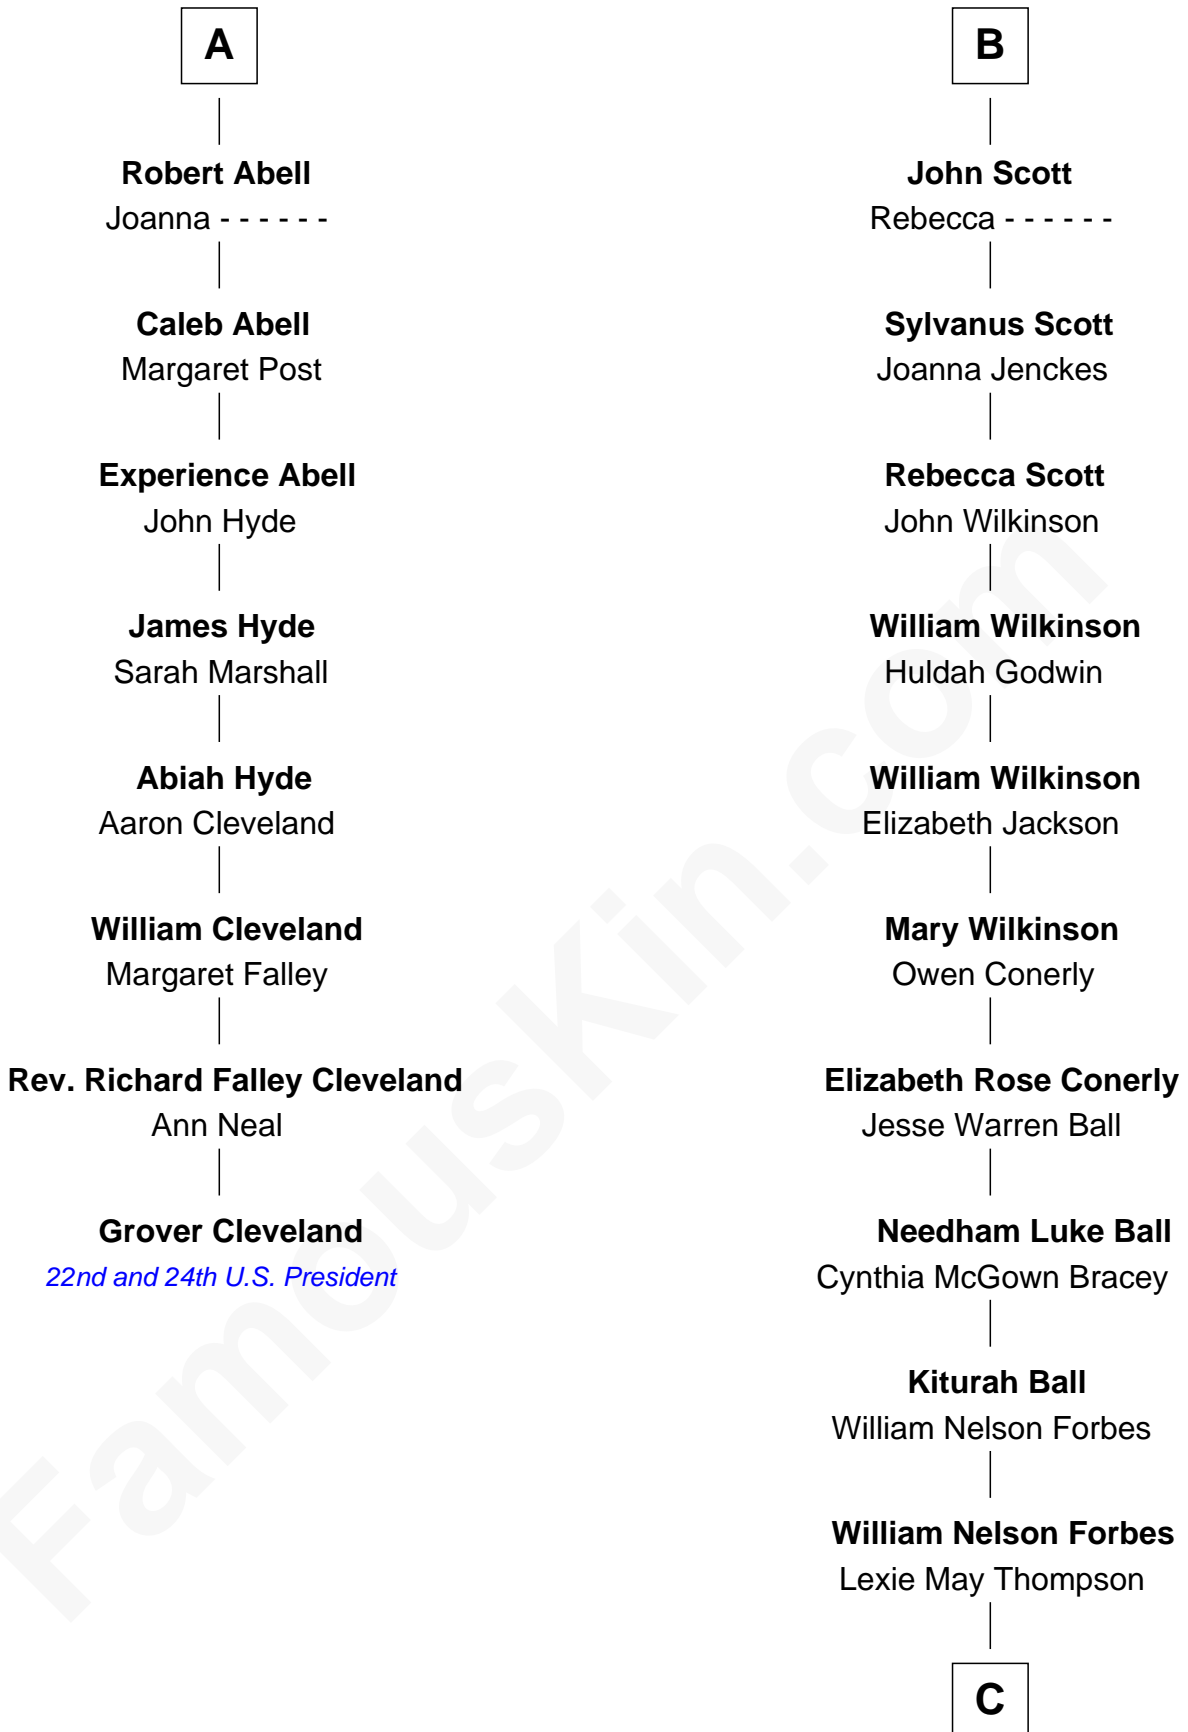 A
Robert Abell
Joanna - - - - - -
Caleb Abell
Margaret Post
Experience Abell
John Hyde
James Hyde
Sarah Marshall
Abiah Hyde
Aaron Cleveland
William Cleveland
Margaret Falley
Rev. Richard Falley Cleveland
Ann Neal
Grover Cleveland
22nd and 24th U.S. President
B
John Scott
Rebecca - - - - - -
Sylvanus Scott
Joanna Jenckes
Rebecca Scott
John Wilkinson
William Wilkinson
Huldah Godwin
William Wilkinson
Elizabeth Jackson
Mary Wilkinson
Owen Conerly
Elizabeth Rose Conerly
Jesse Warren Ball
Needham Luke Ball
Cynthia McGown Bracey
Kiturah Ball
William Nelson Forbes
William Nelson Forbes
Lexie May Thompson
C
FamousKin.com